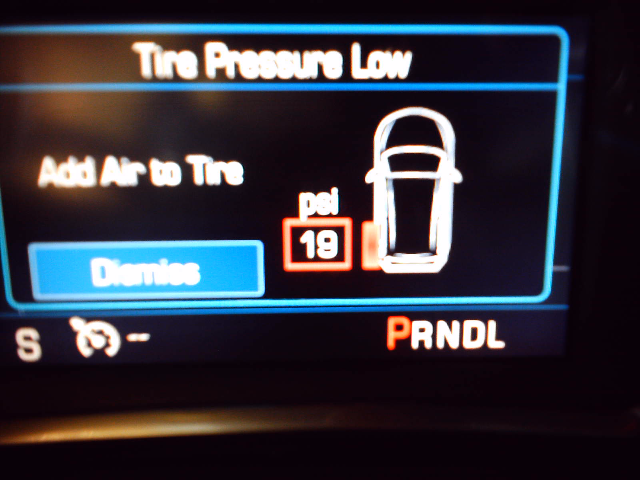 Tire Pressure Low
Add Air to Tire
psi
19
Dismiss
S --
PRNDL